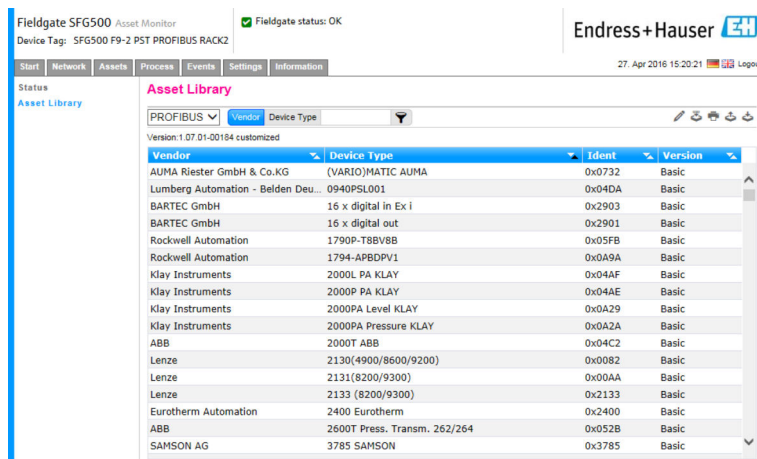 Fieldgate SFG500 Asset Monitor
Device Tag: SFG500 F9-2 PST PROFIBUS RACK2
Fieldgate status: OK
Endress+Hauser EH
Start Network Assets Process Events Settings Information
27. Apr 2016 15:20:21 Logou
Status
Asset Library
Asset Library
PROFIBUS Vendor Device Type
Version:1.07.01-00184 customized
Vendor Device Type Ident Version
AUMA Riester GmbH & Co.KG (VARIO)MATIC AUMA 0x0732 Basic
Lumberg Automation - Belden Deu... 0940PSL001 0x04DA Basic
BARTEC GmbH 16 x digital in Ex i 0x2903 Basic
BARTEC GmbH 16 x digital out 0x2901 Basic
Rockwell Automation 1790P-T8BV8B 0x05FB Basic
Rockwell Automation 1794-APBDPV1 0x0A9A Basic
Klay Instruments 2000L PA KLAY 0x04AF Basic
Klay Instruments 2000P PA KLAY 0x04AE Basic
Klay Instruments 2000PA Level KLAY 0x0A29 Basic
Klay Instruments 2000PA Pressure KLAY 0x0A2A Basic
ABB 2000T ABB 0x04C2 Basic
Lenze 2130(4900/8600/9200) 0x0082 Basic
Lenze 2131(8200/9300) 0x00AA Basic
Lenze 2133 (8200/9300) 0x2133 Basic
Eurotherm Automation 2400 Eurotherm 0x2400 Basic
ABB 2600T Press. Transm. 262/264 0x052B Basic
SAMSON AG 3785 SAMSON 0x3785 Basic